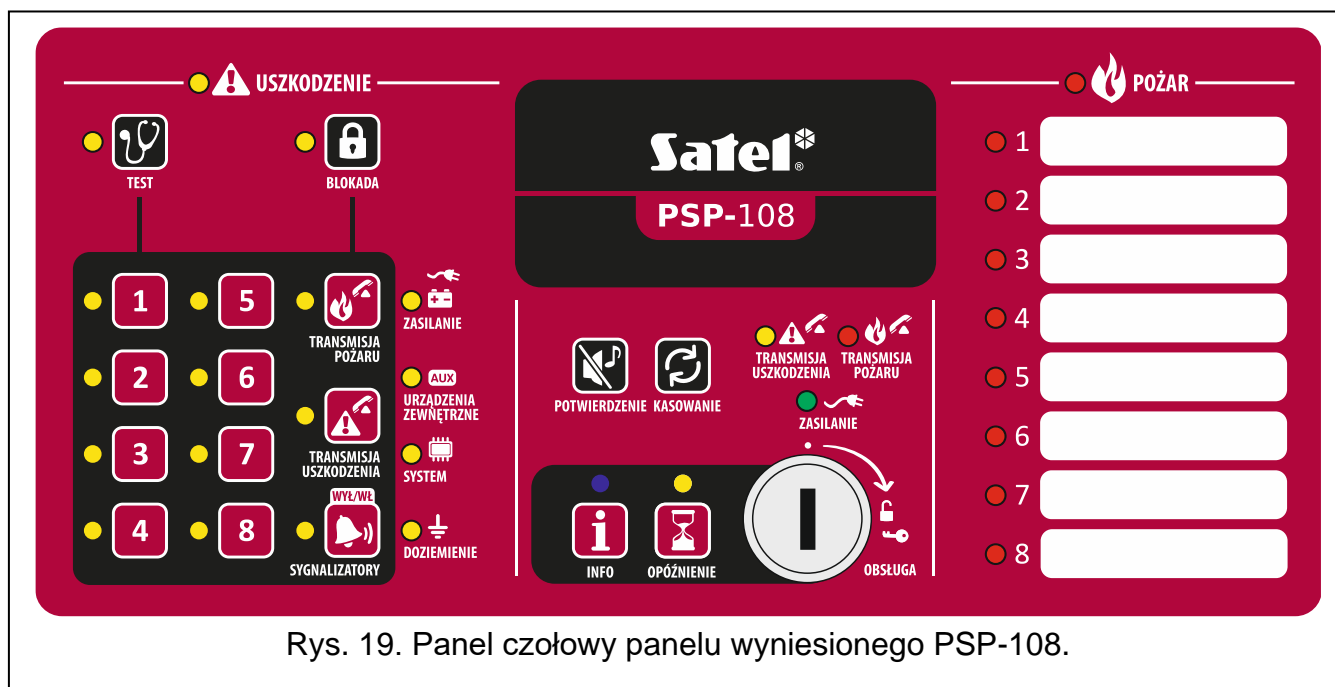 USZKODZENIE
TEST
BLOKADA
1
5
TRANSMISJA
POŻARU
ZASILANIE
2
6
AUX
URZĄDZENIA
ZEWNĘTRZNE
TRANSMISJA
USZKODZENIA
3
7
SYSTEM
WYŁ/WŁ
4
8
SYGNALIZATORY
DOZIEMIENIE
Satel®
PSP-108
POTWIERDZENIE
KASOWANIE
TRANSMISJA
USZKODZENIA
TRANSMISJA
POŻARU
ZASILANIE
INFO
OPÓŹNIENIE
OBSŁUGA
POŻAR
1
2
3
4
5
6
7
8
Rys. 19. Panel czołowy panelu wyniesionego PSP-108.